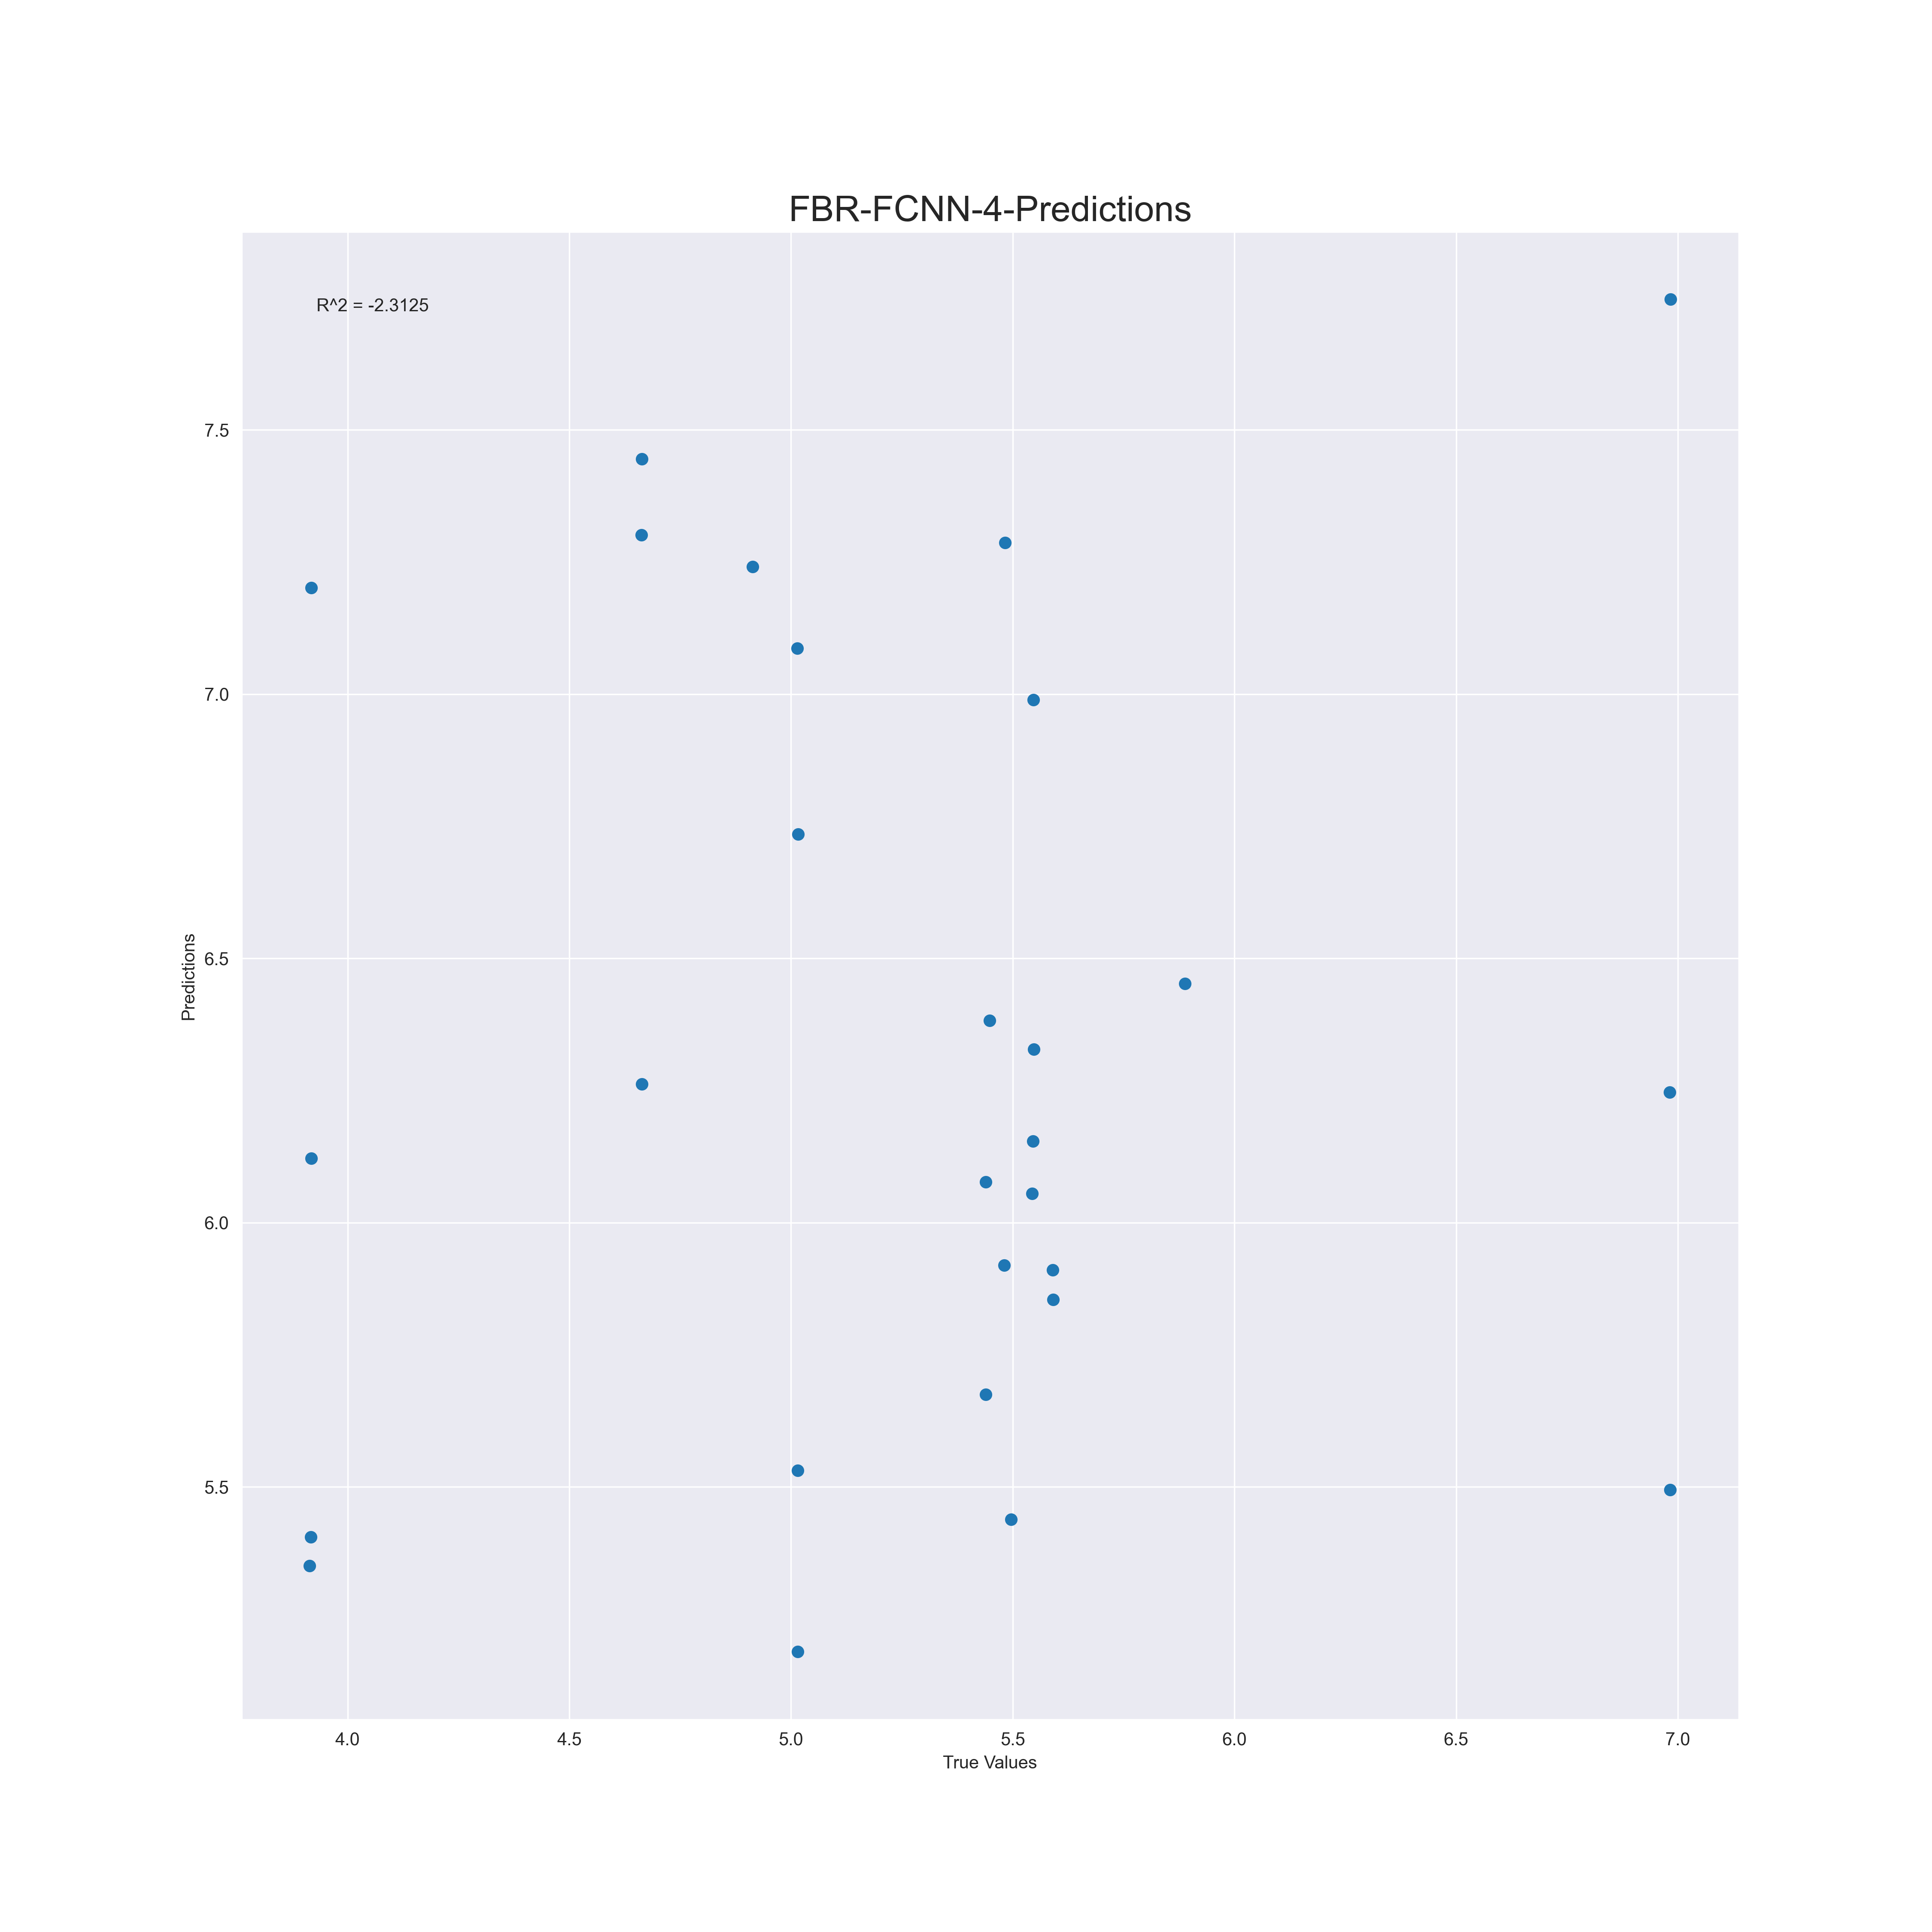 FBR-FCNN-4-Predictions
R^2 = -2.3125
7.5
7.0
6.5
6.0
5.5
Predictions
4.0 4.5 5.0 5.5 6.0 6.5 7.0
True Values